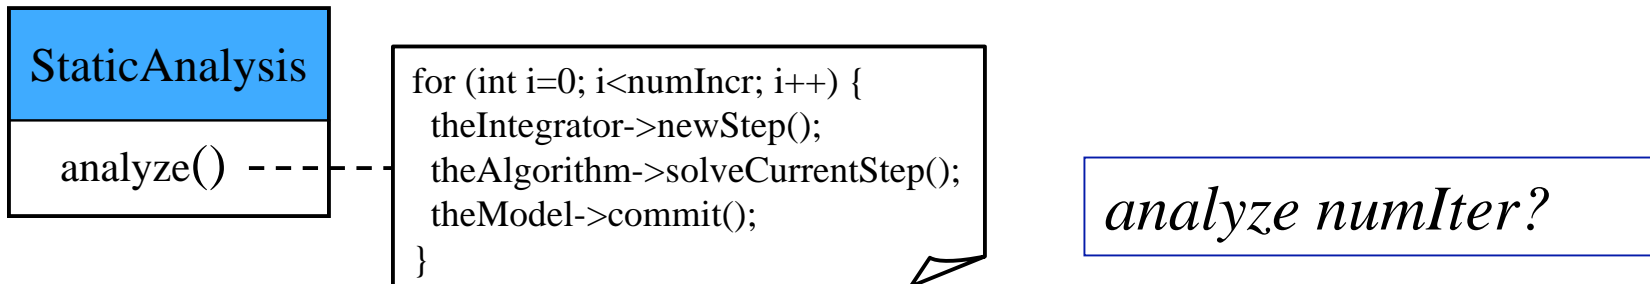 StaticAnalysis
analyze()
for (int i=0; i<numIncr; i++) {
theIntegrator->newStep();
theAlgorithm->solveCurrentStep();
theModel->commit();
}
analyze numIter?